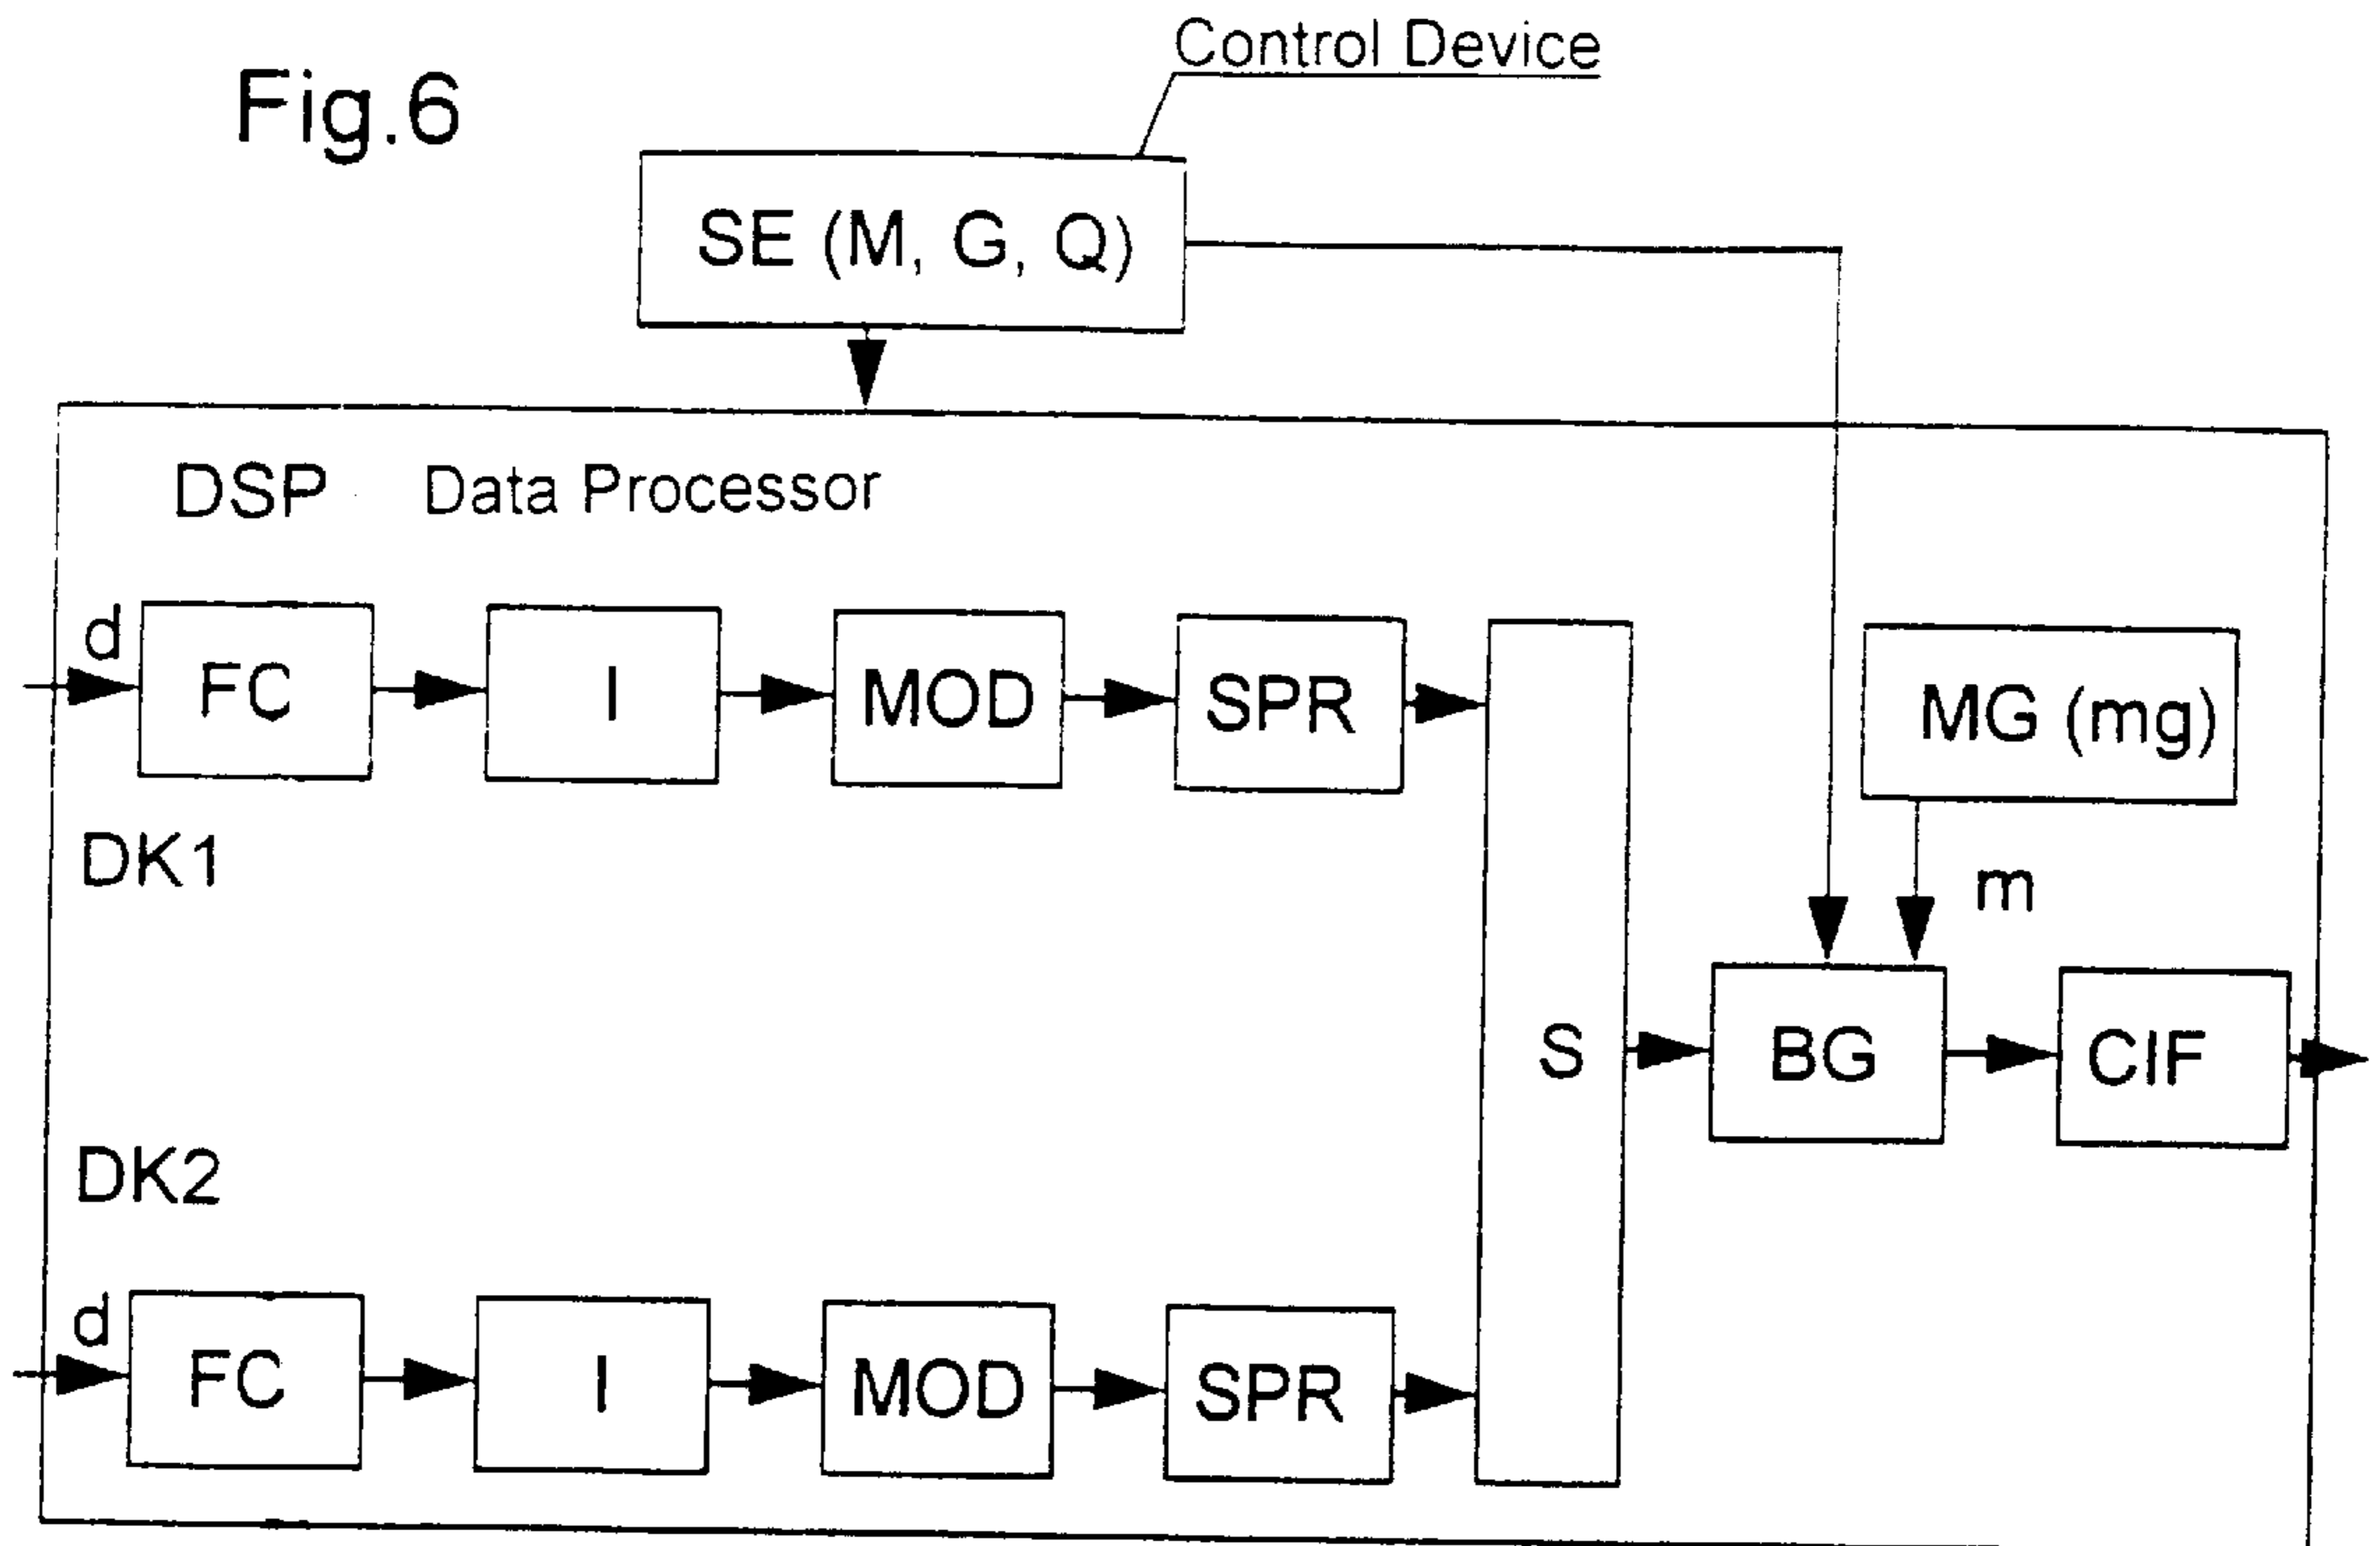 Control Device
Fig.6
SE (M, G, Q)
DSP Data Processor
d
FC
I
MOD
SPR
MG (mg)
DK1
m
S
BG
CIF
DK2
d
FC
I
MOD
SPR